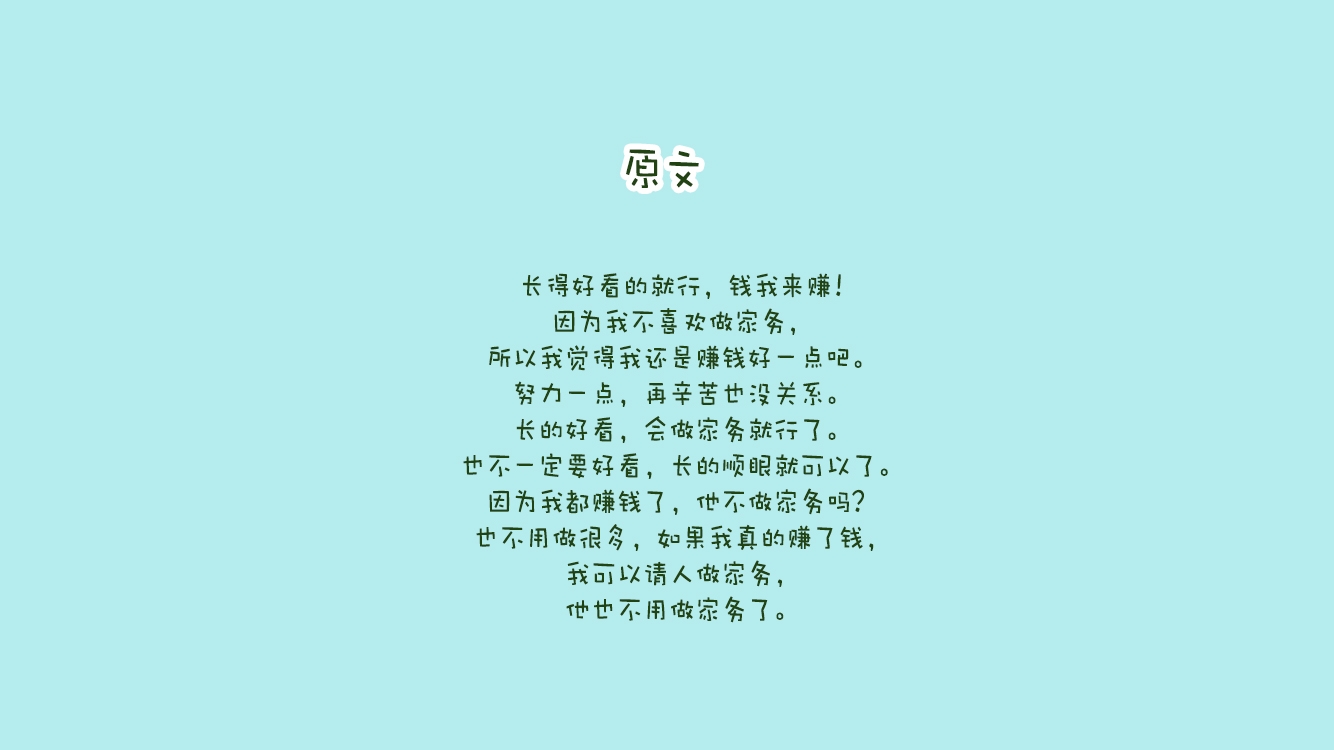 原文
长得好看的就行，钱我来赚！
因为我不喜欢做家务，
所以我觉得我还是赚钱好一点吧。
努力一点，再辛苦也没关系。
长的好看，会做家务就行了。
也不一定要好看，长的顺眼就可以了。
因为我都赚钱了，他不做家务吗？
也不用做很多，如果我真的赚了钱，
我可以请人做家务，
他也不用做家务了。